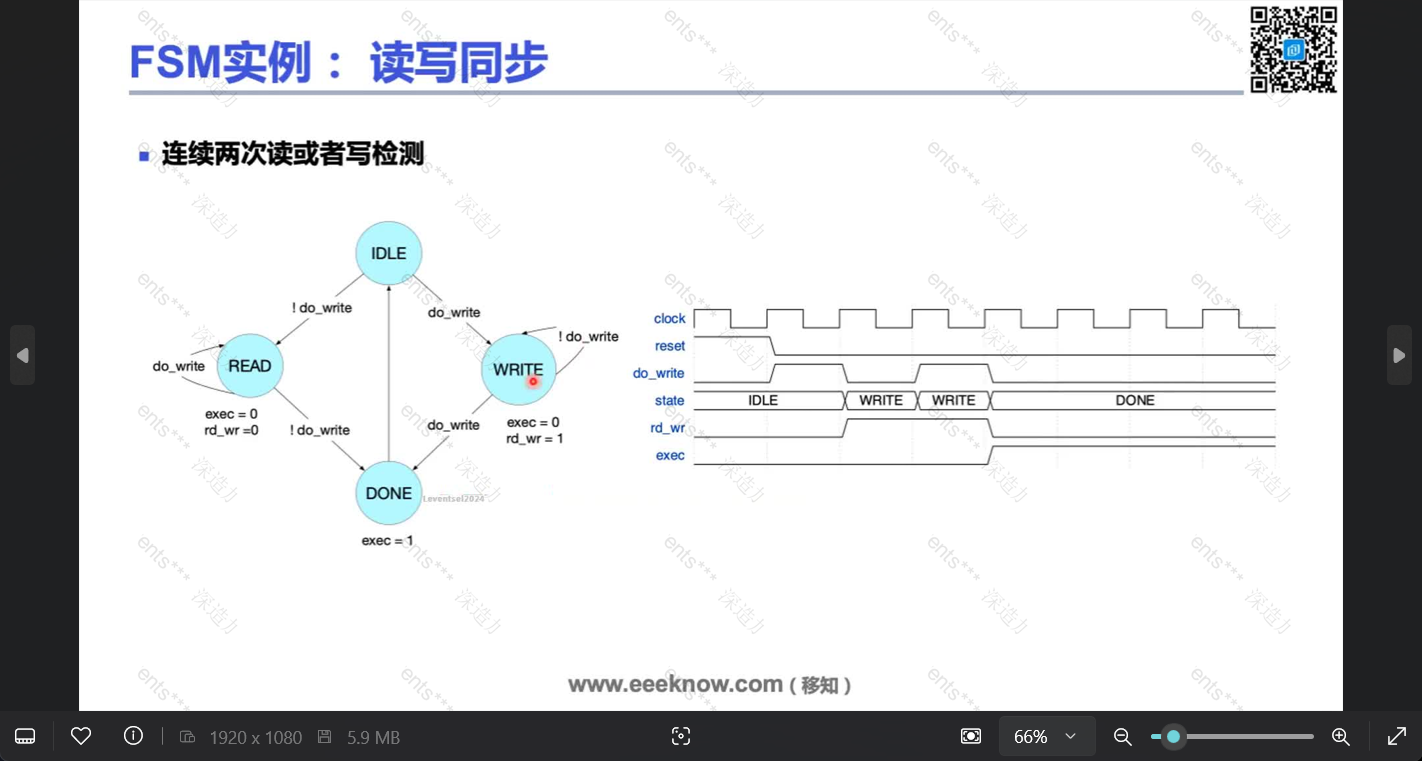 FSM实例： 读写同步
连续两次读或者写检测
IDLE
! do_write
do_write
! do_write
do_write
READ
WRITE
exec = 0
rd_wr =0
! do_write
do_write
exec = 0
rd_wr = 1
DONE
Leventsel2024
exec = 1
clock
reset
do_write
state
IDLE
WRITE
WRITE
DONE
rd_wr
exec
www.eeeknow.com ( 移知 )
ents***
深造
1920 x 1080
5.9 MB
66%